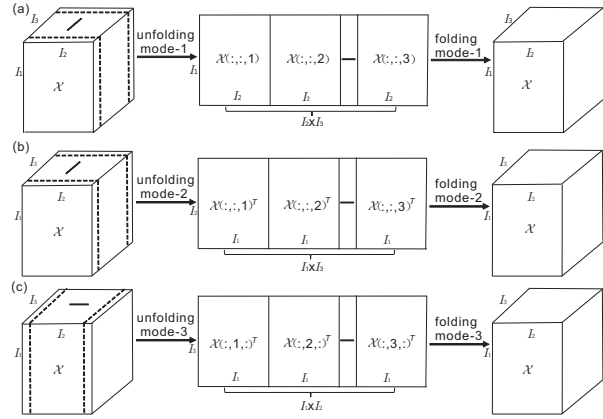 (a)
I₃
I₂
I₁
𝒳
unfolding
mode-1
I₁
𝒳(:,:,1)
𝒳(:,:,2)
𝒳(:,:,3)
I₂
I₂
I₂
I₂xI₃
folding
mode-1
I₃
I₂
I₁
𝒳
(b)
I₃
I₂
I₁
𝒳
unfolding
mode-2
I₂
𝒳(:,:,1)ᵀ
𝒳(:,:,2)ᵀ
𝒳(:,:,3)ᵀ
I₁
I₁
I₁
I₁xI₃
folding
mode-2
I₃
I₂
I₁
𝒳
(c)
I₃
I₂
I₁
𝒳
unfolding
mode-3
I₃
𝒳(:,1,:)ᵀ
𝒳(:,2,:)ᵀ
𝒳(:,3,:)ᵀ
I₁
I₁
I₁
I₁xI₂
folding
mode-3
I₃
I₂
I₁
𝒳